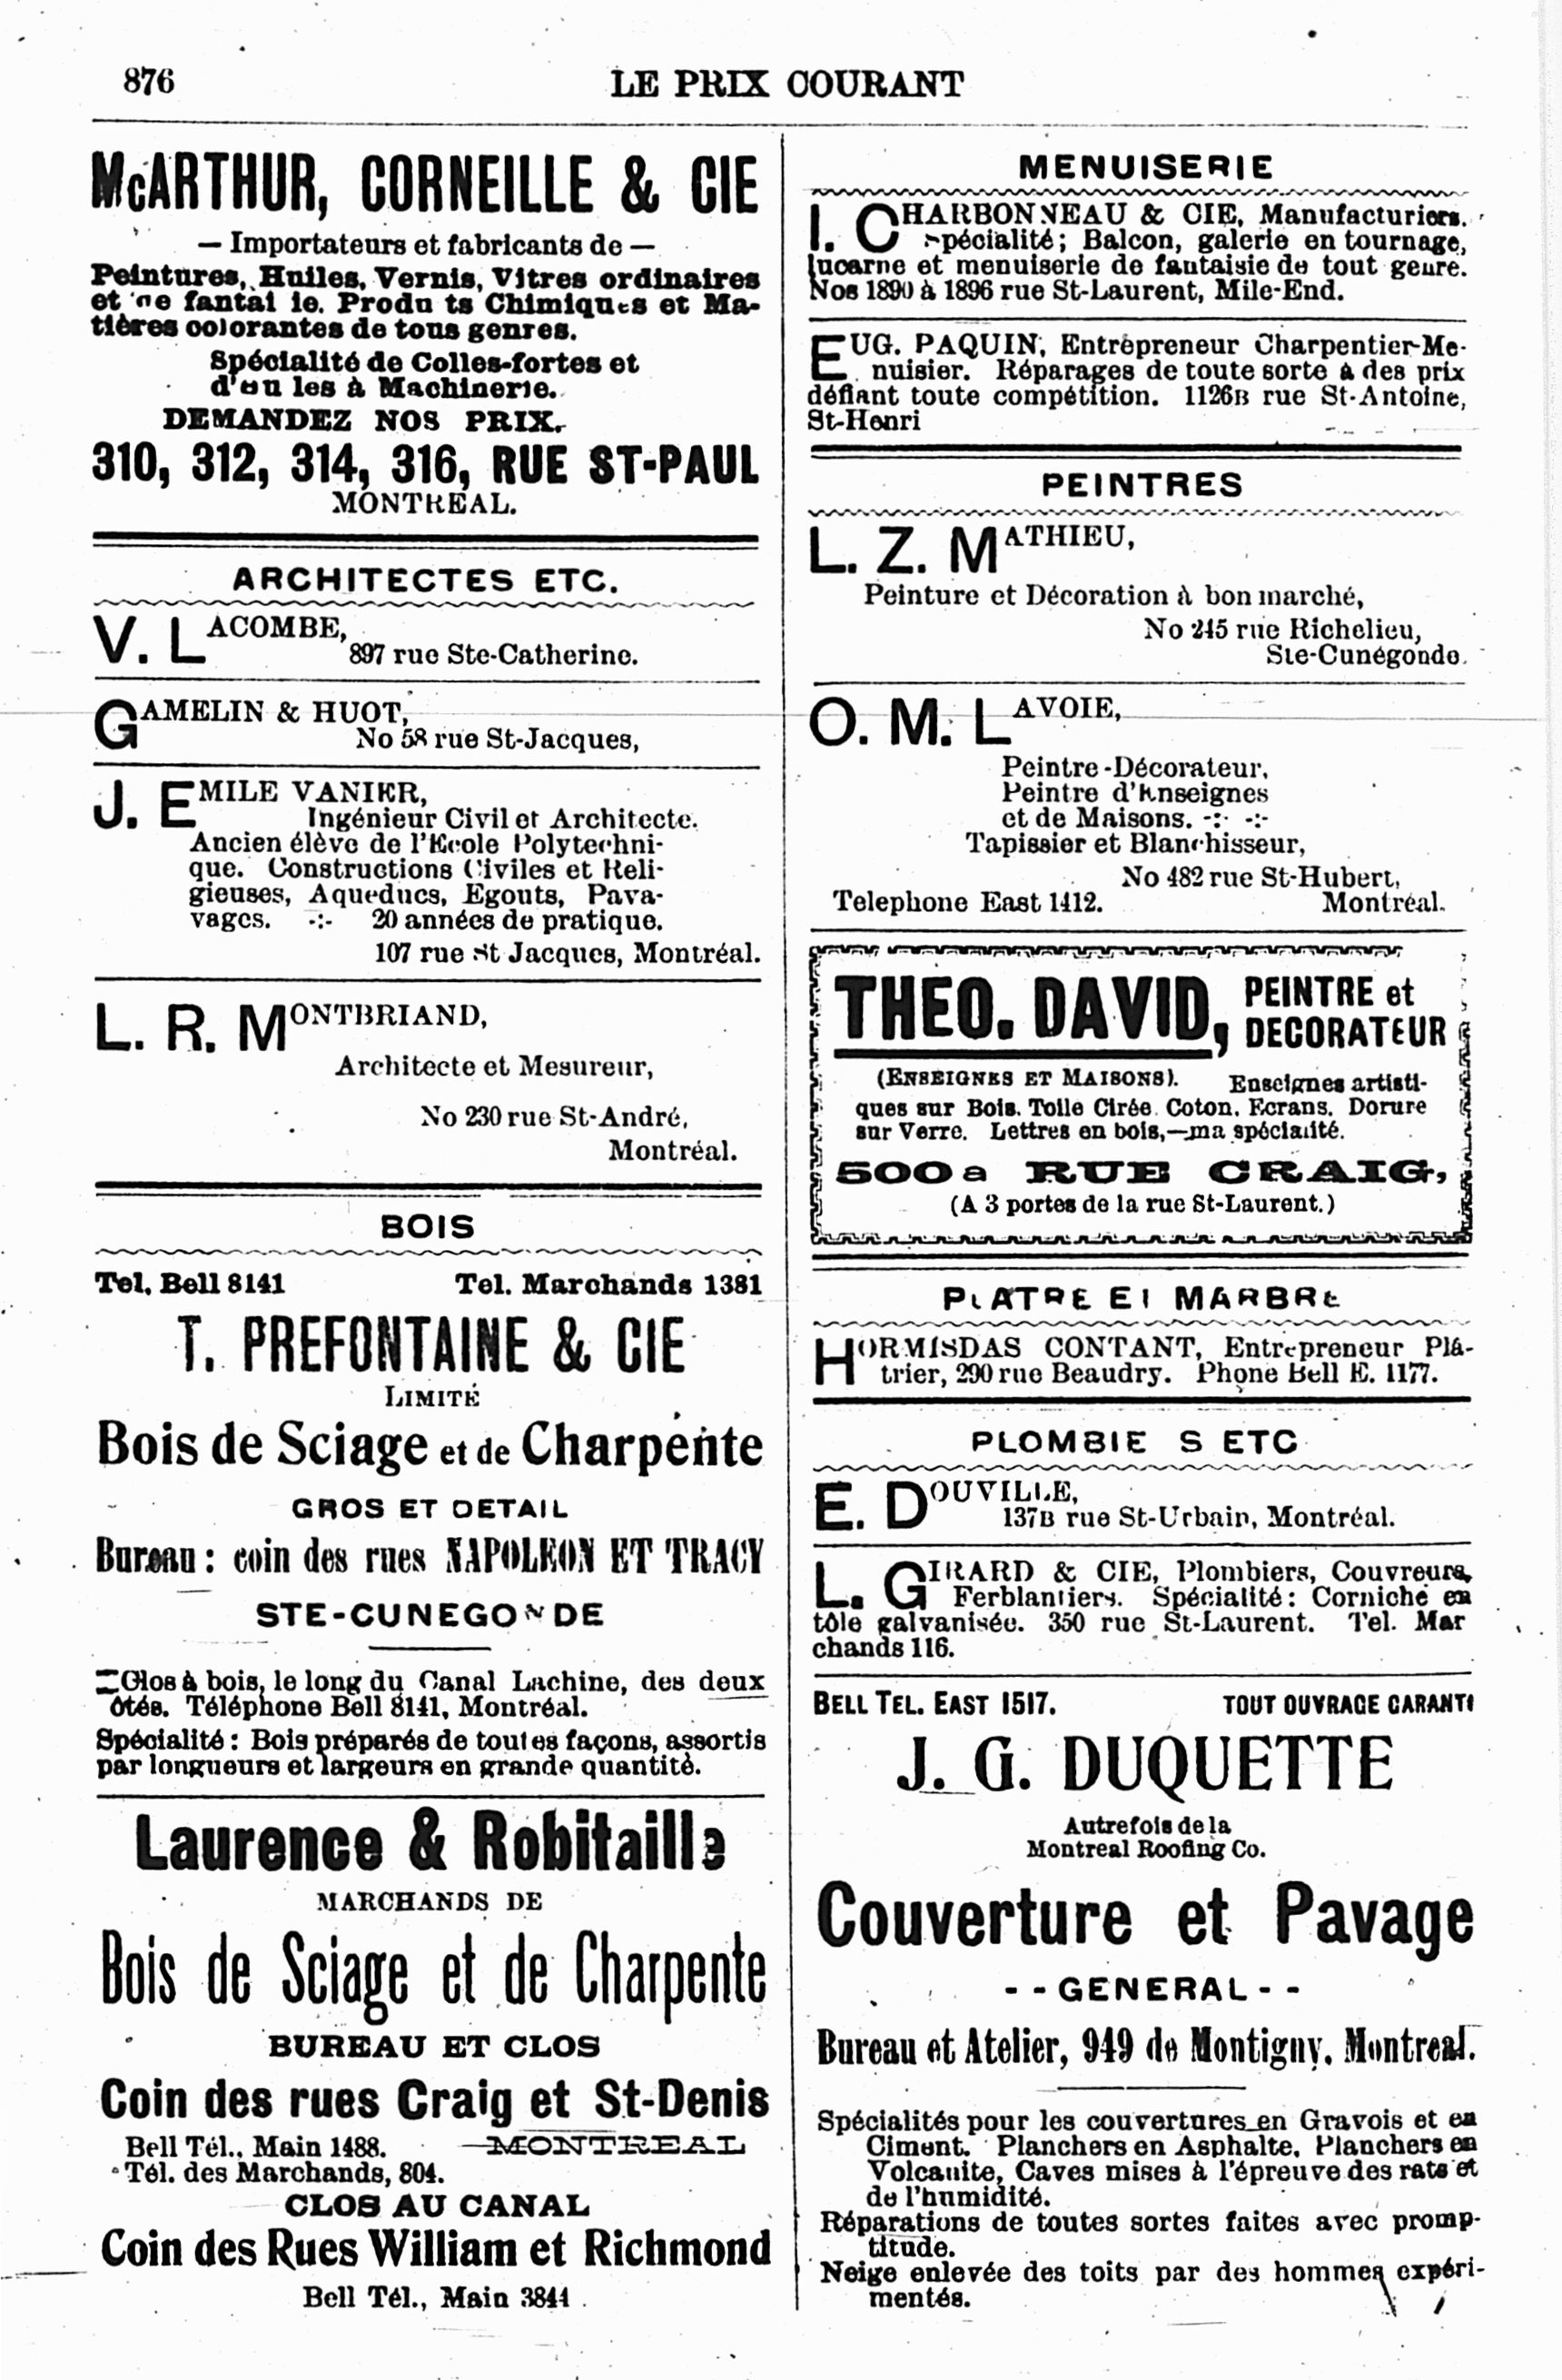 876
LE PRIX COURANT
McARTHUR, CORNEILLE & CIE
— Importateurs et fabricants de —
Peintures, Huiles, Vernis, Vitres ordinaires
et ne fantai ie. Produ ts Chimiques et Ma-
tières colorantes de tous genres.
Spécialité de Colles-fortes et
d'ou les à Machinerie.
DEMANDEZ NOS PRIX.
310, 312, 314, 316, RUE ST-PAUL
MONTREAL.
ARCHITECTES ETC.
V. LACOMBE,
897 rue Ste-Catherine.
GAMELIN & HUOT,
No 58 rue St-Jacques,
J. EMILE VANIER,
Ingénieur Civil et Architecte.
Ancien élève de l'Ecole Polytechni-
que. Constructions Civiles et Reli-
gieuses, Aqueducs, Egouts, Pava-
vages. -:- 20 années de pratique.
107 rue St Jacques, Montréal.
L. R. MONTBRIAND,
Architecte et Mesureur,
No 230 rue St-André,
Montréal.
BOIS
Tel. Bell 8141 Tel. Marchands 1381
T. PREFONTAINE & CIE
LIMITÉ
Bois de Sciage et de Charpente
GROS ET DETAIL
Bureau : coin des rues NAPOLEON ET TRACY
STE-CUNEGONDE
Clos à bois, le long du Canal Lachine, des deux
ôtés. Téléphone Bell 8141, Montréal.
Spécialité : Bois préparés de toutes façons, assortis
par longueurs et largeurs en grande quantité.
Laurence & Robitaille
MARCHANDS DE
Bois de Sciage et de Charpente
BUREAU ET CLOS
Coin des rues Craig et St-Denis
Bell Tél., Main 1488. MONTREAL
Tél. des Marchands, 804.
CLOS AU CANAL
Coin des Rues William et Richmond
Bell Tél., Main 3844
MENUISERIE
I. CHARBONNEAU & CIE, Manufacturiers.
Spécialité; Balcon, galerie en tournage,
lucarne et menuiserie de fantaisie de tout genre.
Nos 1890 à 1896 rue St-Laurent, Mile-End.
EUG. PAQUIN, Entrepreneur Charpentier-Me-
nuisier. Réparages de toute sorte à des prix
défiant toute compétition. 1126B rue St-Antoine,
St-Henri
PEINTRES
L. Z. MATHIEU,
Peinture et Décoration à bon marché,
No 245 rue Richelieu,
Ste-Cunégonde.
O. M. LAVOIE,
Peintre-Décorateur,
Peintre d'Enseignes
et de Maisons. -:- -:-
Tapissier et Blanchisseur,
No 482 rue St-Hubert,
Telephone East 1412. Montréal.
THEO. DAVID, PEINTRE et
DECORATEUR
(ENSEIGNES ET MAISONS). Enseignes artisti-
ques sur Bois. Toile Cirée. Coton. Ecrans. Dorure
sur Verre. Lettres en bois,—ma spécialité.
500a RUE CRAIG,
(A 3 portes de la rue St-Laurent.)
PLATRE ET MARBRE
HORMISDAS CONTANT, Entrepreneur Plâ-
trier, 290 rue Beaudry. Phone Bell E. 1177.
PLOMBIE S ETC
E. DOUVILLE,
137B rue St-Urbain, Montréal.
L. GIRARD & CIE, Plombiers, Couvreurs,
Ferblantiers. Spécialité : Corniche en
tôle galvanisée. 350 rue St-Laurent. Tel. Mar
chands 116.
BELL TEL. EAST 1517. TOUT OUVRAGE GARANTI
J. G. DUQUETTE
Autrefois de la
Montreal Roofing Co.
Couverture et Pavage
- - GENERAL - -
Bureau et Atelier, 949 de Montigny, Montreal.
Spécialités pour les couvertures en Gravois et en
Ciment. Planchers en Asphalte, Planchers en
Volcanite, Caves mises à l'épreuve des rats et
de l'humidité.
Réparations de toutes sortes faites avec promp-
titude.
Neige enlevée des toits par des hommes expéri-
mentés.